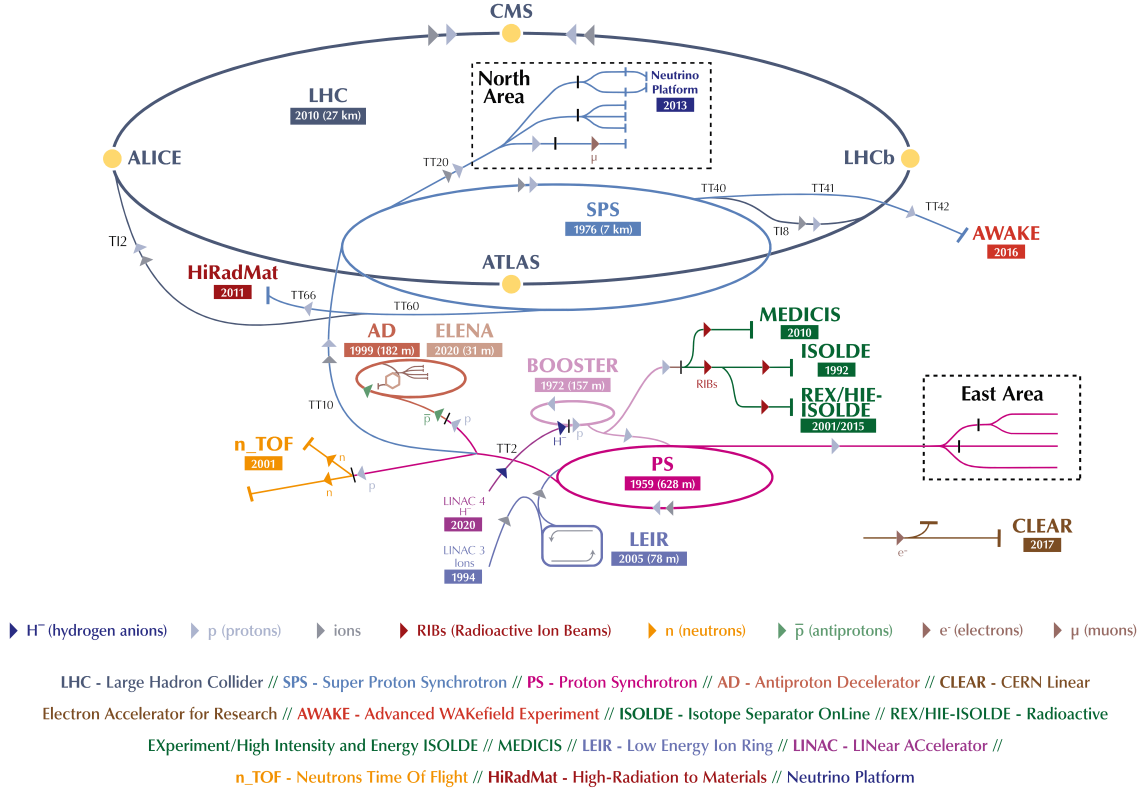 CMS
North
Area
Neutrino
Platform
2013
LHC
2010 (27 km)
μ
ALICE
LHCb
TT20
TT40
TT41
TT42
SPS
1976 (7 km)
TI8
AWAKE
2016
TI2
ATLAS
HiRadMat
2011
TT66
TT60
AD
1999 (182 m)
ELENA
2020 (31 m)
MEDICIS
2010
BOOSTER
1972 (157 m)
ISOLDE
1992
RIBs
REX/HIE-
ISOLDE
2001/2015
East Area
TT10
p̅
p
H⁻
p
n_TOF
2001
n
n
p
TT2
PS
1959 (628 m)
LINAC 4
H⁻
2020
LINAC 3
Ions
1994
LEIR
2005 (78 m)
CLEAR
2017
e⁻
H⁻ (hydrogen anions)
p (protons)
ions
RIBs (Radioactive Ion Beams)
n (neutrons)
p̅ (antiprotons)
e⁻ (electrons)
μ (muons)
LHC - Large Hadron Collider // SPS - Super Proton Synchrotron // PS - Proton Synchrotron // AD - Antiproton Decelerator // CLEAR - CERN Linear
Electron Accelerator for Research // AWAKE - Advanced WAKefield Experiment // ISOLDE - Isotope Separator OnLine // REX/HIE-ISOLDE - Radioactive
EXperiment/High Intensity and Energy ISOLDE // MEDICIS // LEIR - Low Energy Ion Ring // LINAC - LINear ACcelerator //
n_TOF - Neutrons Time Of Flight // HiRadMat - High-Radiation to Materials // Neutrino Platform